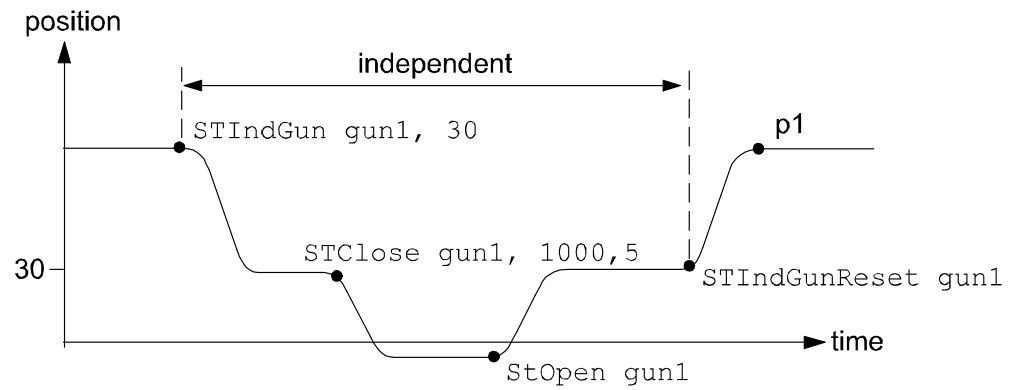 position
independent
STIndGun gun1, 30
p1
STClose gun1, 1000,5
30
STIndGunReset gun1
time
StOpen gun1